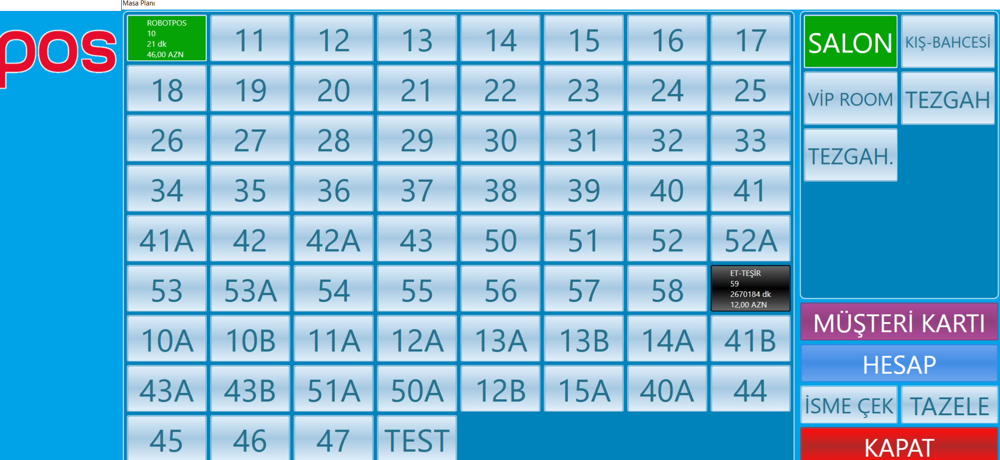 Masa Planı
pos
ROBOTPOS
10
21 dk
46,00 AZN
11
12
13
14
15
16
17
18
19
20
21
22
23
24
25
26
27
28
29
30
31
32
33
34
35
36
37
38
39
40
41
41A
42
42A
43
50
51
52
52A
53
53A
54
55
56
57
58
ET-TEŞİR
59
2670184 dk
12,00 AZN
10A
10B
11A
12A
13A
13B
14A
41B
43A
43B
51A
50A
12B
15A
40A
44
45
46
47
TEST
SALON
KIŞ-BAHCESİ
VİP ROOM
TEZGAH
TEZGAH.
MÜŞTERİ KARTI
HESAP
İSME ÇEK
TAZELE
KAPAT